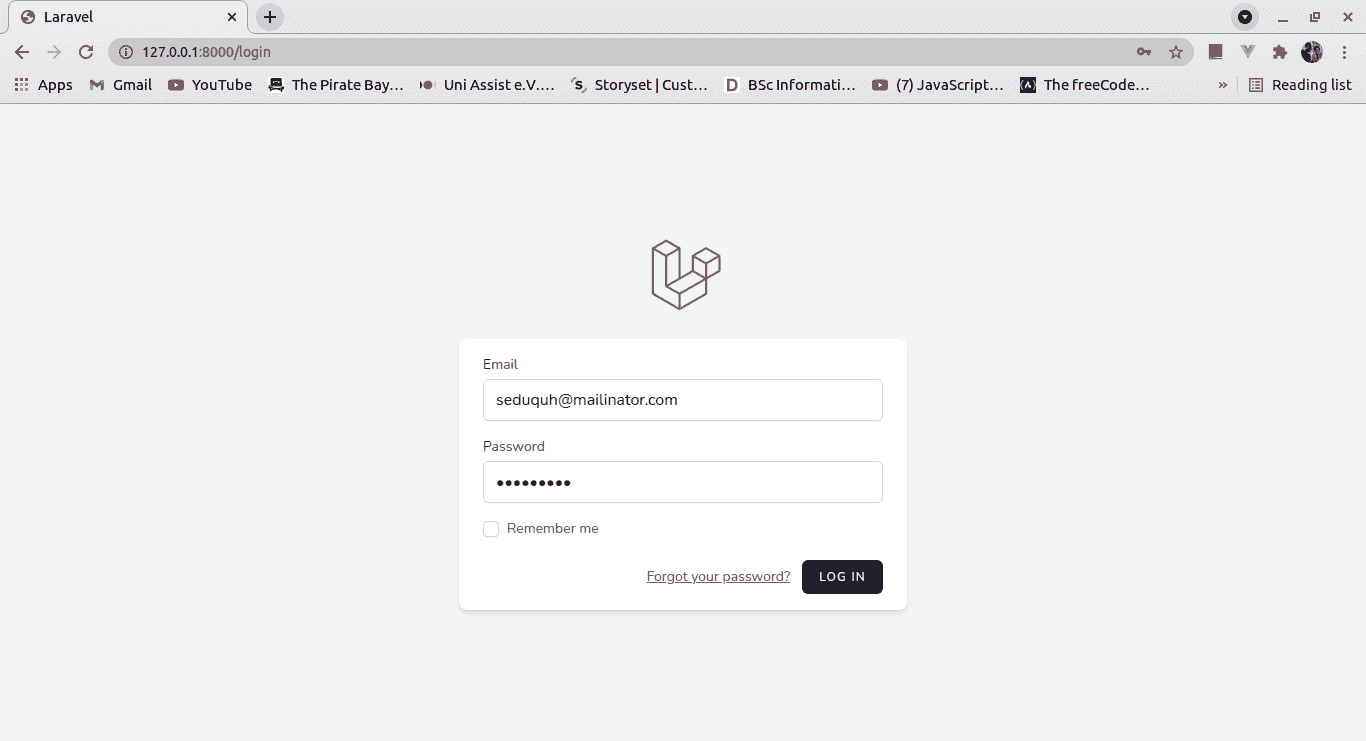 Laravel
127.0.0.1:8000/login
Apps Gmail YouTube The Pirate Bay... Uni Assist e.V.... Storyset | Cust... BSc Informati... (7) JavaScript... The freeCode... » Reading list
Email
seduquh@mailinator.com
Password
•••••••••
Remember me
Forgot your password? LOG IN